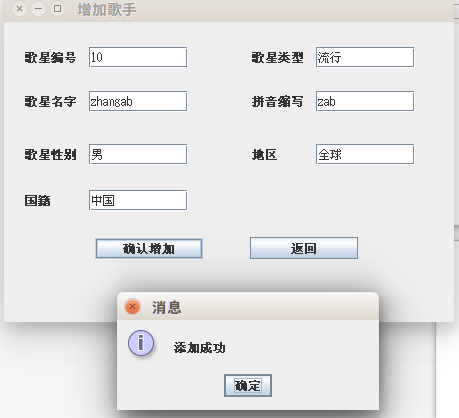 增加歌手
歌星编号 10 歌星类型 流行
歌星名字 zhangab 拼音缩写 zab
歌星性别 男 地区 全球
国籍 中国
确认增加 返回
消息
添加成功
确定